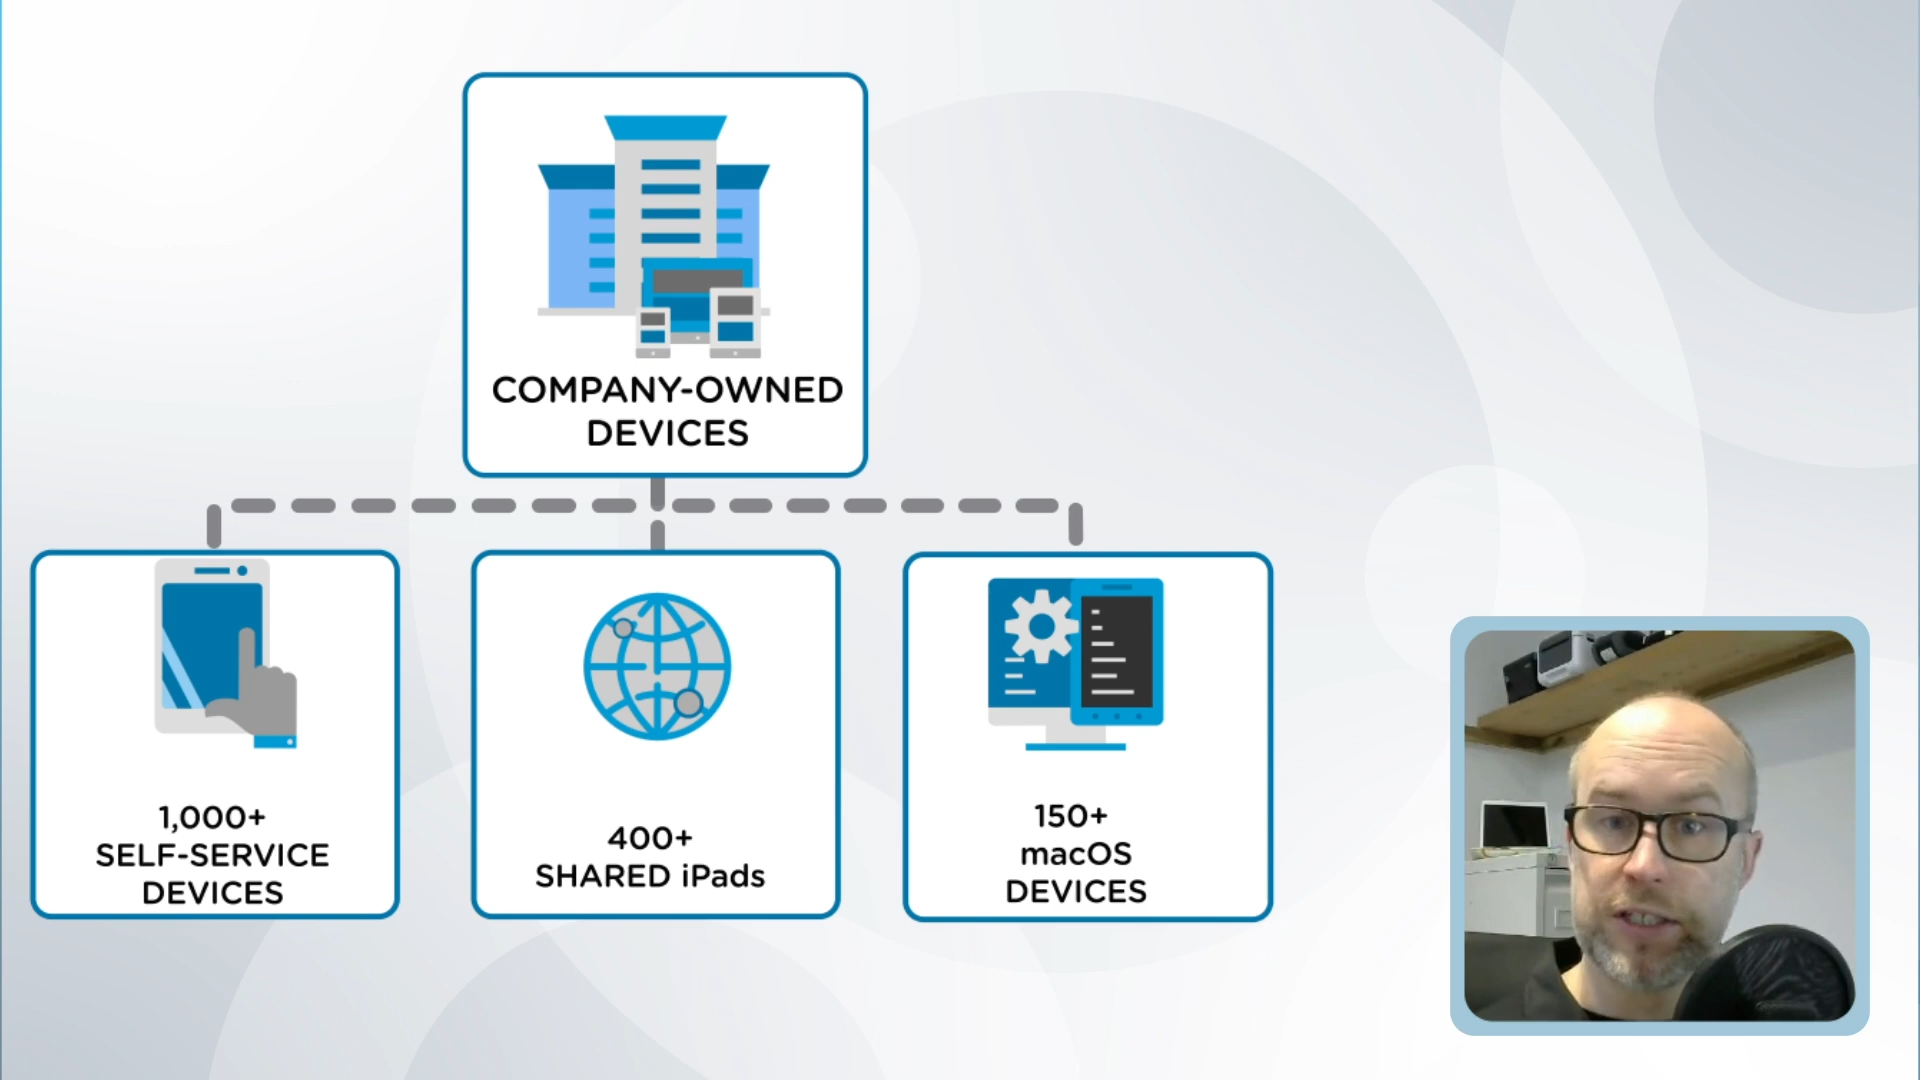 COMPANY-OWNED
DEVICES
1,000+
SELF-SERVICE
DEVICES
400+
SHARED iPads
150+
macOS
DEVICES